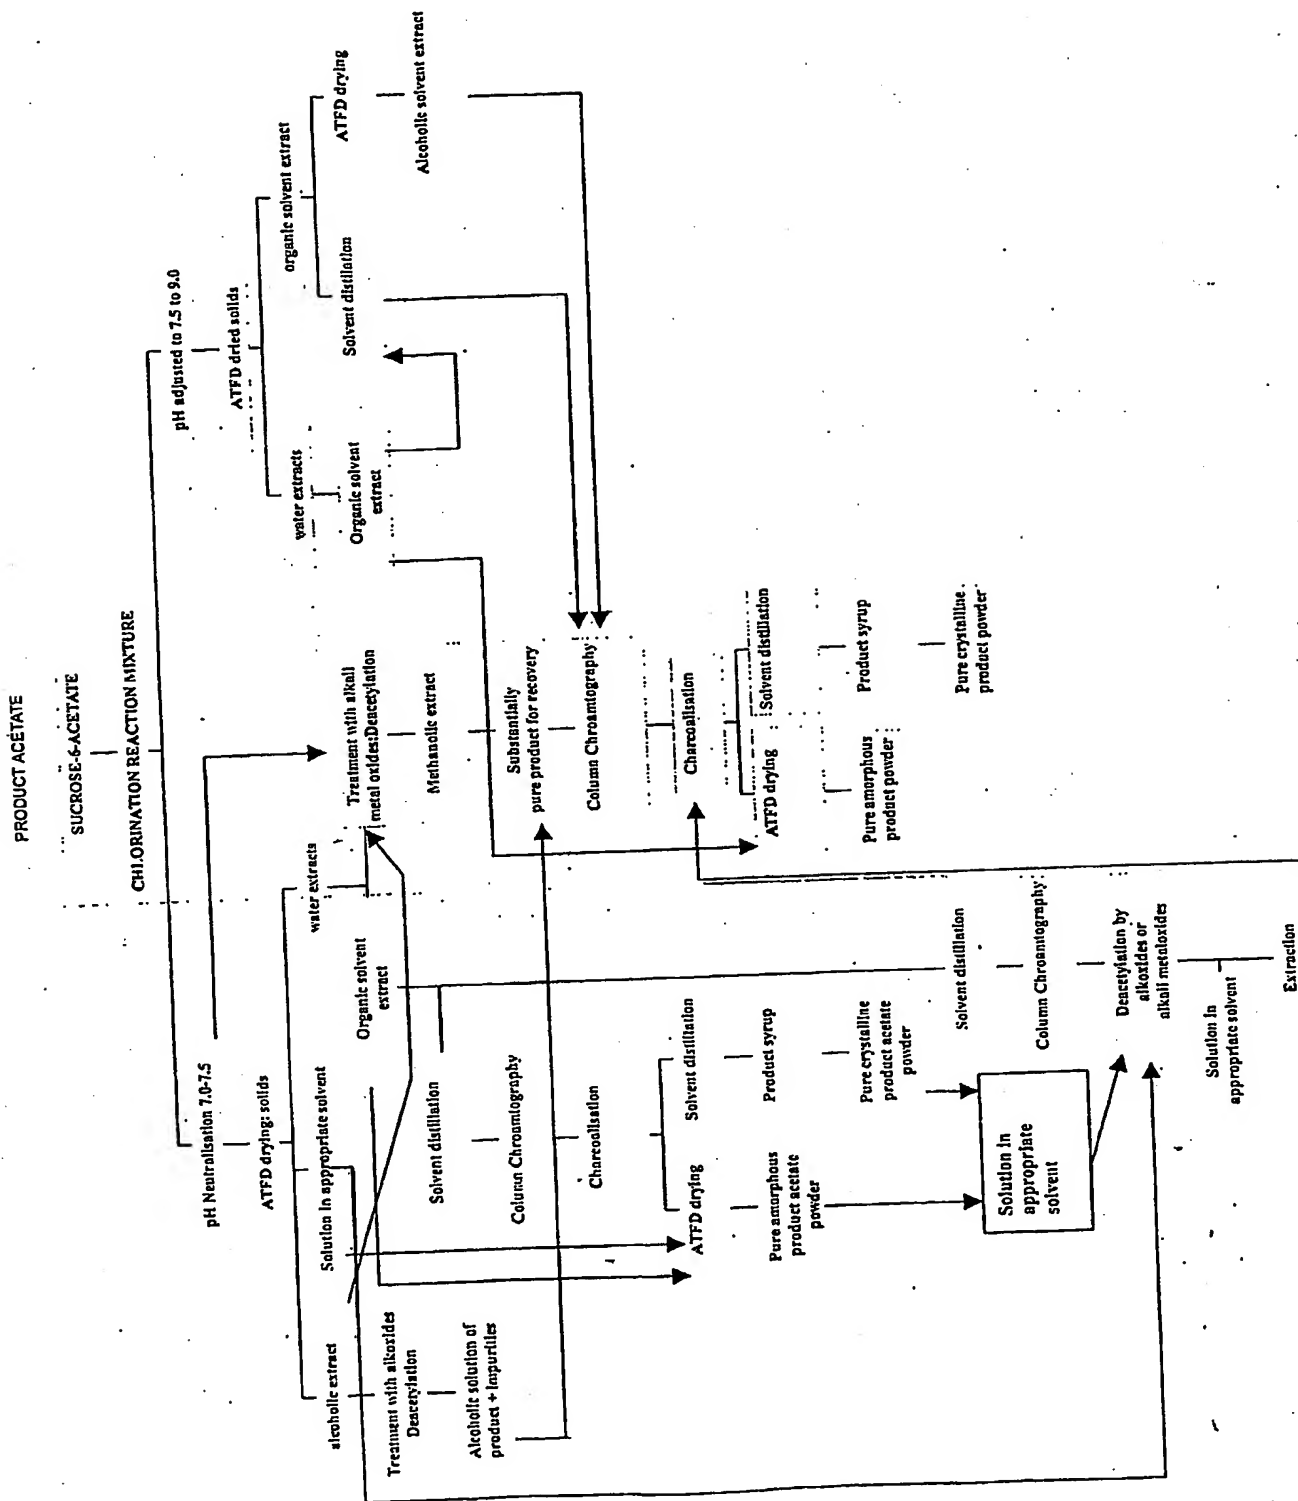 PRODUCT ACETATE
SUCROSE-6-ACETATE
CHLORINATION REACTION MIXTURE
pH Neutralisation 7.0-7.5
pH adjusted to 7.5 to 9.0
ATFD drying: solids
ATFD dried solids
alcoholic extract
Solution in appropriate solvent
water extracts
water extracts
organic solvent extract
Treatment with alkoxides
Deacetylation
Organic solvent
extract
Treatment with alkali
metal oxides:Deacetylation
Organic solvent
extract
Solvent distillation
ATFD drying
Alcoholic solution of
product + Impurities
Solvent distillation
Methanolic extract
Alcoholic solvent extract
Column Chroamtography
Substantially
pure product for recovery
Charcoalisation
Column Chroamtography
ATFD drying
Solvent distillation
Charcoalisation
Pure amorphous
product acetate
powder
Product syrup
ATFD drying
Solvent distillation
Pure crystalline
product acetate
powder
Pure amorphous
product powder
Product syrup
Pure crystalline
product powder
Solution in
appropriate
solvent
Solvent distillation
Column Chroamtography
Deacetylation by
alkoxides or
alkali metaloxides
Solution in
appropriate solvent
Extraction